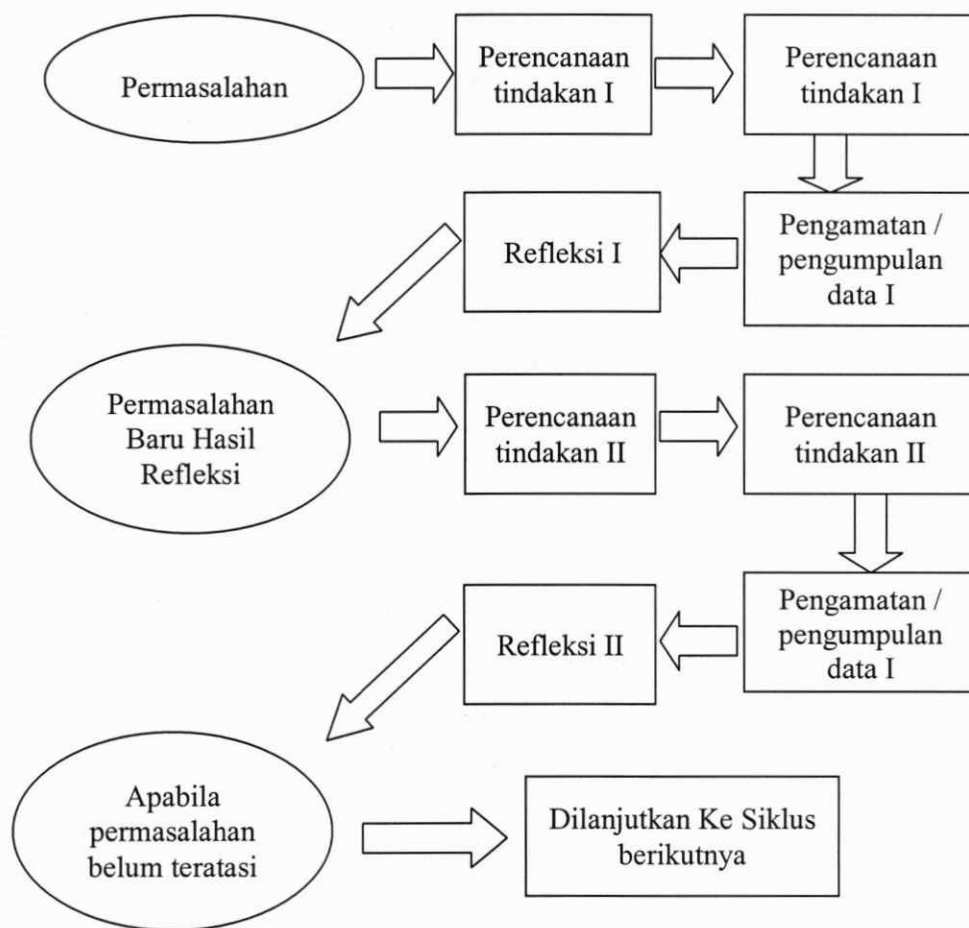 Permasalahan
Perencanaan
tindakan I
Perencanaan
tindakan I
Pengamatan /
pengumpulan
data I
Refleksi I
Permasalahan
Baru Hasil
Refleksi
Perencanaan
tindakan II
Perencanaan
tindakan II
Pengamatan /
pengumpulan
data I
Refleksi II
Apabila
permasalahan
belum teratasi
Dilanjutkan Ke Siklus
berikutnya